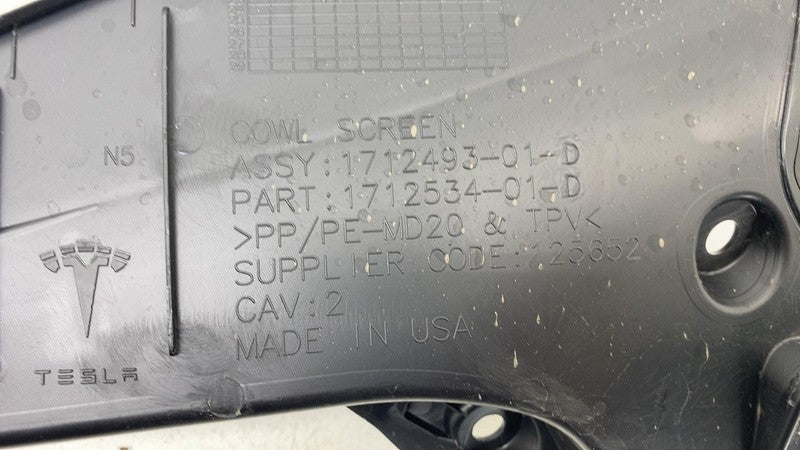 COWL SCREEN
N5
ASSY:1712493-01-D
PART:1712534-01-D
>PP/PE-MD20 & TPV<
SUPPLIER CODE:125652
CAV:2
MADE IN USA
TESLA